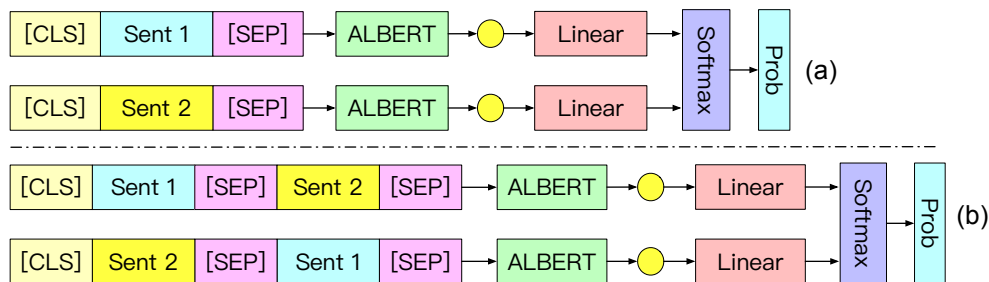 [CLS] Sent 1 [SEP] ALBERT Linear
[CLS] Sent 2 [SEP] ALBERT Linear
Softmax
Prob
(a)
[CLS] Sent 1 [SEP] Sent 2 [SEP] ALBERT Linear
[CLS] Sent 2 [SEP] Sent 1 [SEP] ALBERT Linear
Softmax
Prob
(b)